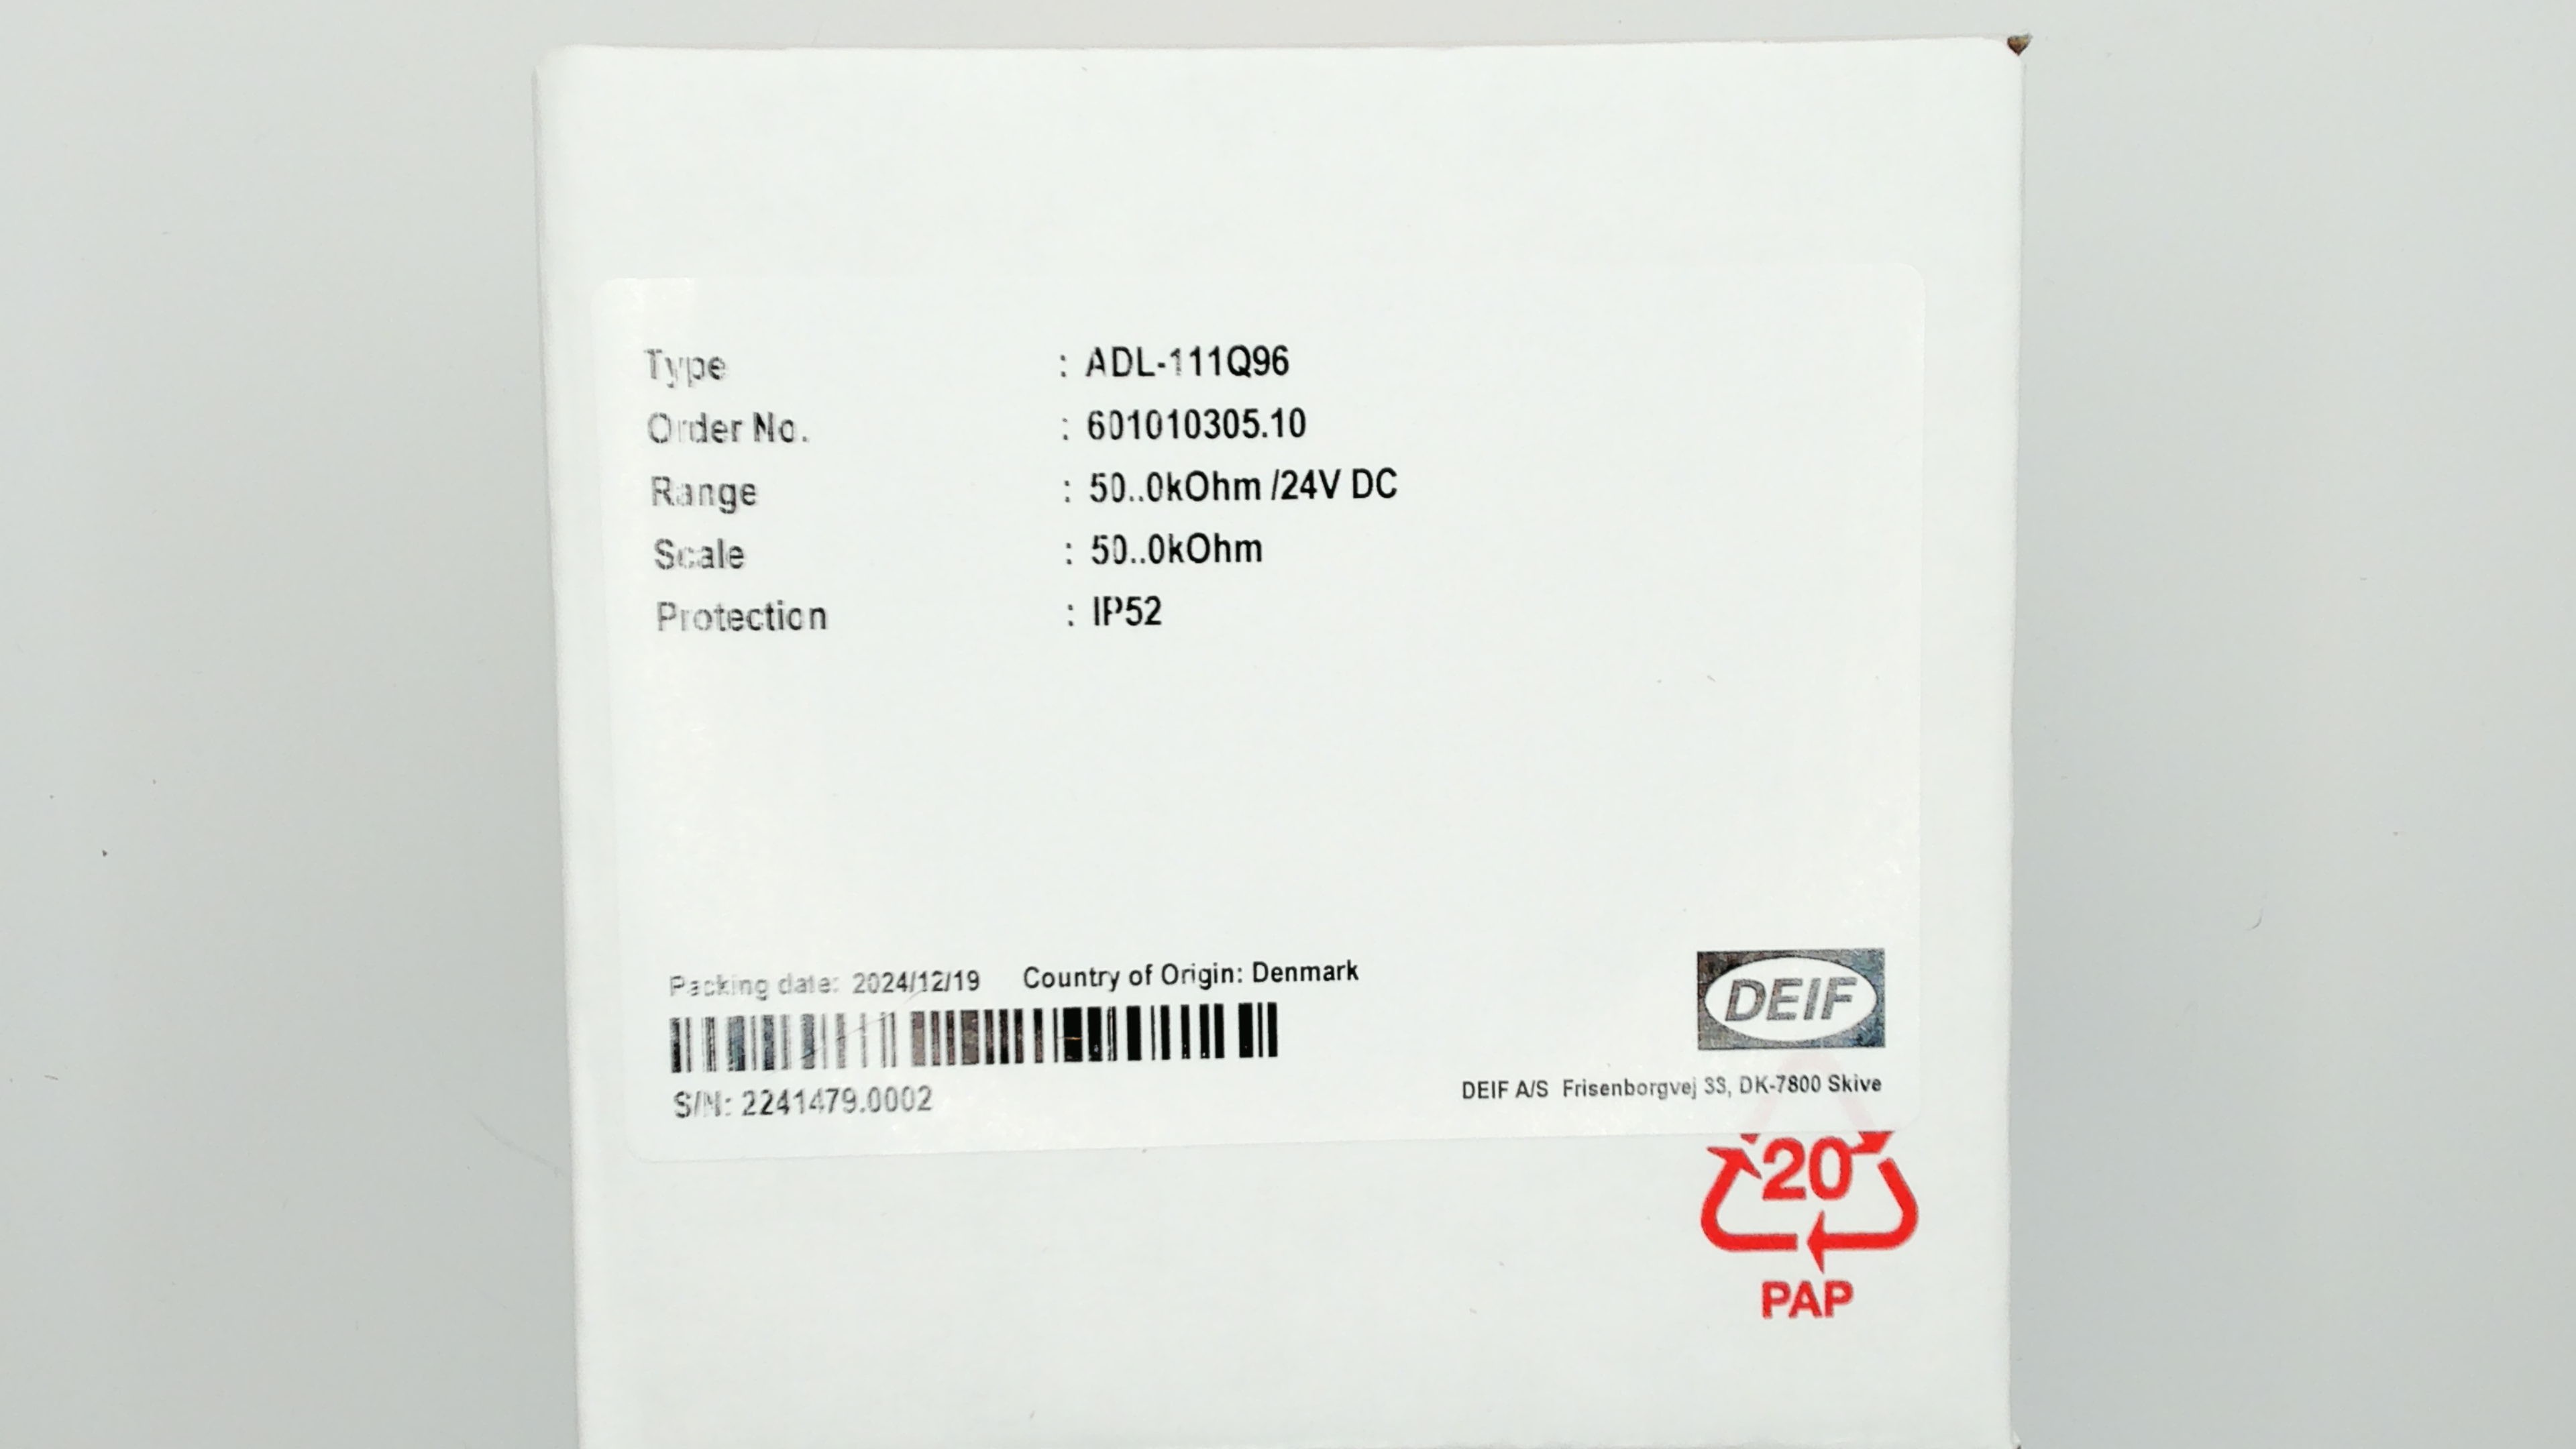 Type : ADL-111Q96
Order No. : 601010305.10
Range : 50..0kOhm /24V DC
Scale : 50..0kOhm
Protection : IP52
Packing date: 2024/12/19 Country of Origin: Denmark
S/N: 2241479.0002
DEIF
DEIF A/S Frisenborgvej 33, DK-7800 Skive
20
PAP